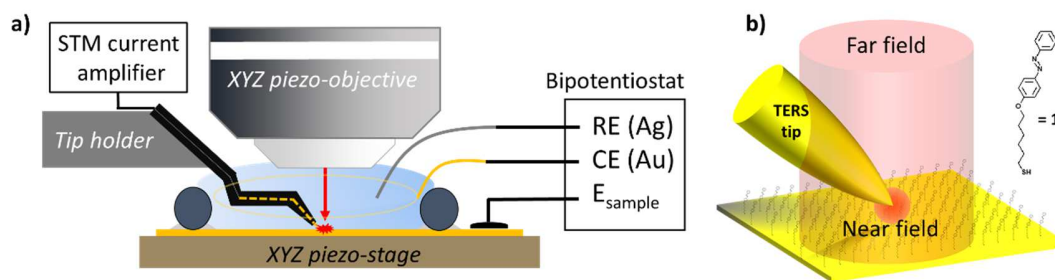 a)
STM current
amplifier
XYZ piezo-objective
Tip holder
Bipotentiostat
RE (Ag)
CE (Au)
E_sample
XYZ piezo-stage
b)
Far field
TERS
tip
Near field
N
N
O
SH
= 1